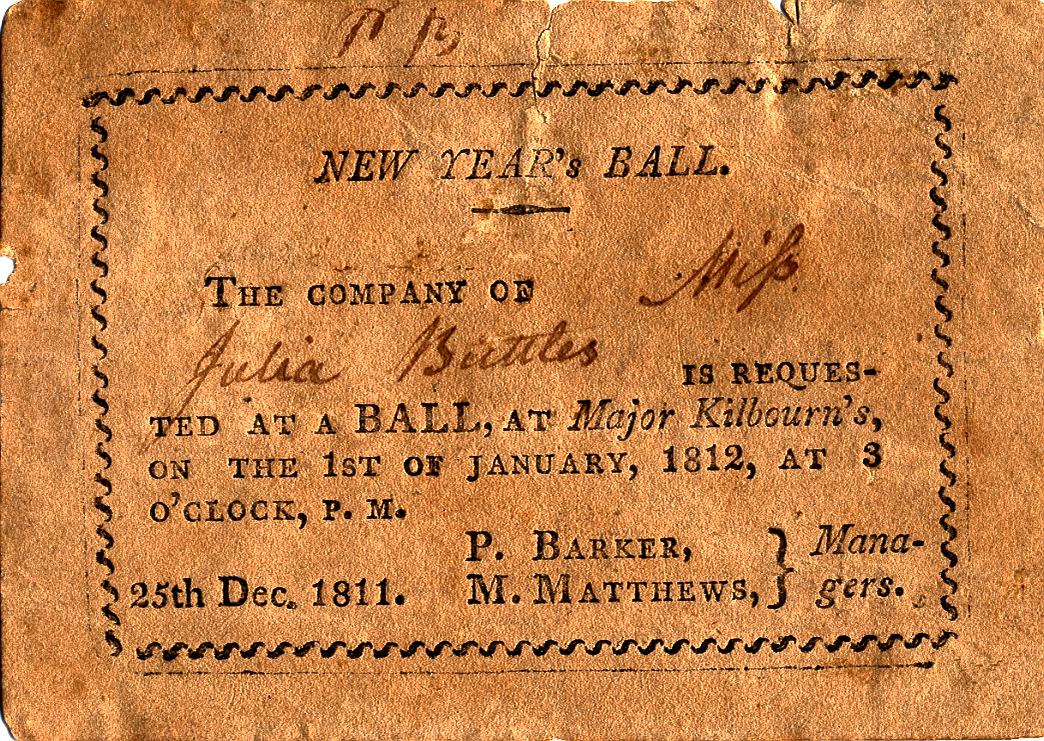 NEW YEAR's BALL.
THE COMPANY OF Miſs.
Julia Buttles IS REQUES-
TED AT A BALL, AT Major Kilbourn's,
ON THE 1ST OF JANUARY, 1812, AT 3
O'CLOCK, P. M.
P. BARKER,
M. MATTHEWS, } Mana-
gers.
25th Dec. 1811.